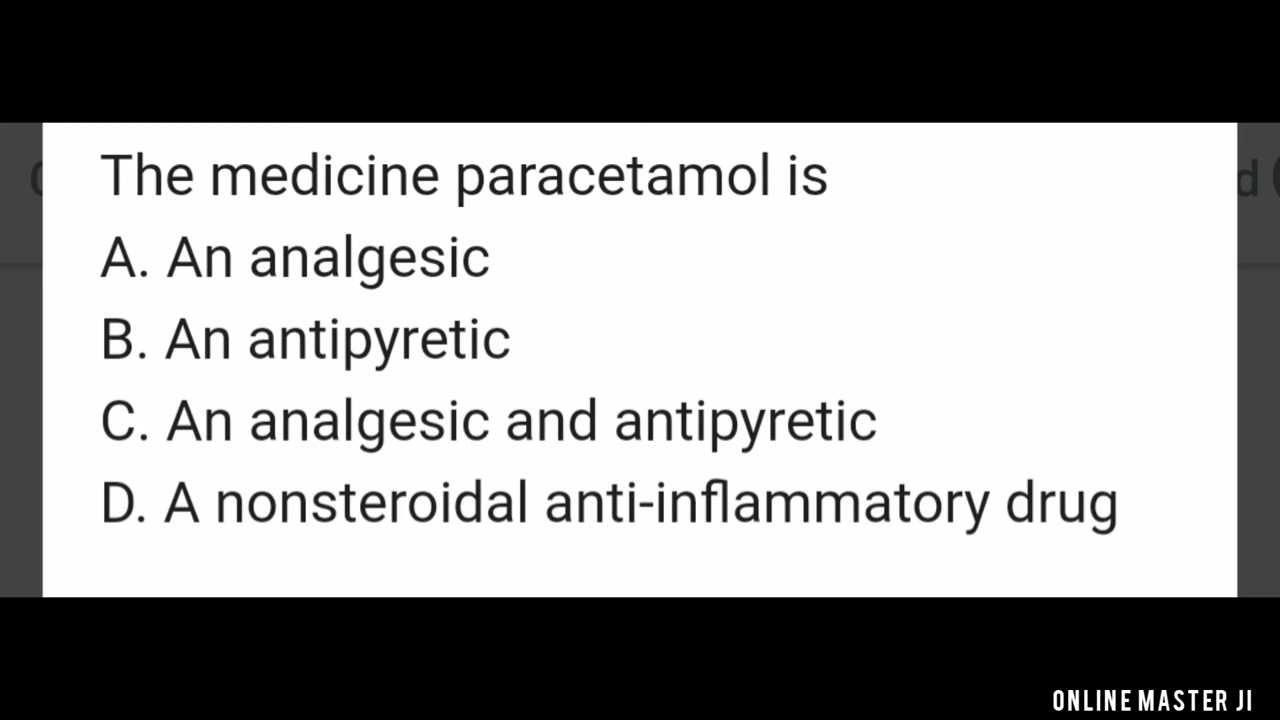 The medicine paracetamol is
A. An analgesic
B. An antipyretic
C. An analgesic and antipyretic
D. A nonsteroidal anti-inflammatory drug
ONLINE MASTER JI